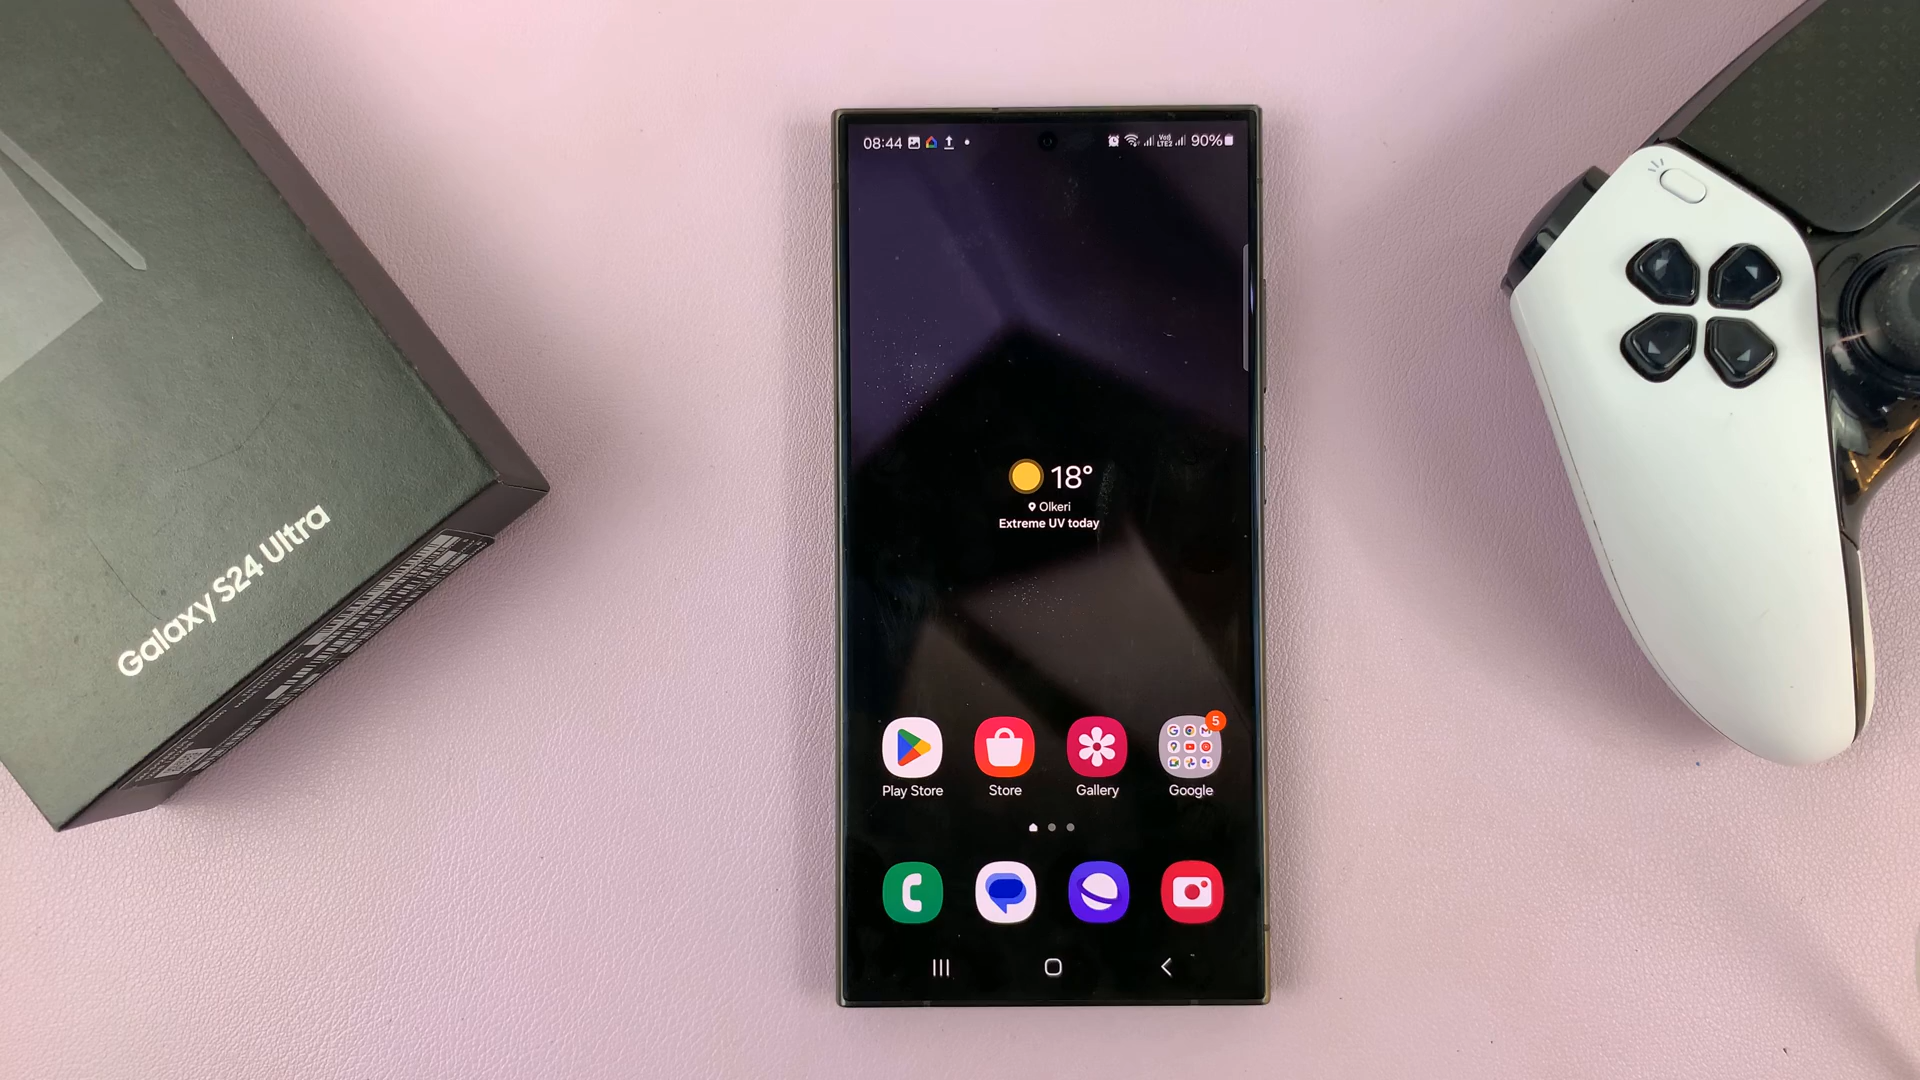 Galaxy S24 Ultra
08:44
90%
18°
Olkeri
Extreme UV today
5
Play Store
Store
Gallery
Google